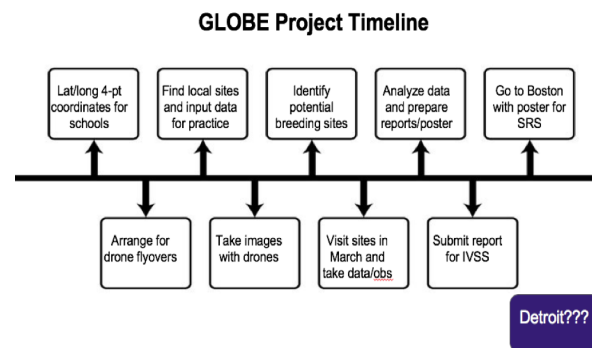 GLOBE Project Timeline
Lat/long 4-pt
coordinates for
schools
Find local sites
and input data
for practice
Identify
potential
breeding sites
Analyze data
and prepare
reports/poster
Go to Boston
with poster for
SRS
Arrange for
drone flyovers
Take images
with drones
Visit sites in
March and
take data/obs
Submit report
for IVSS
Detroit???